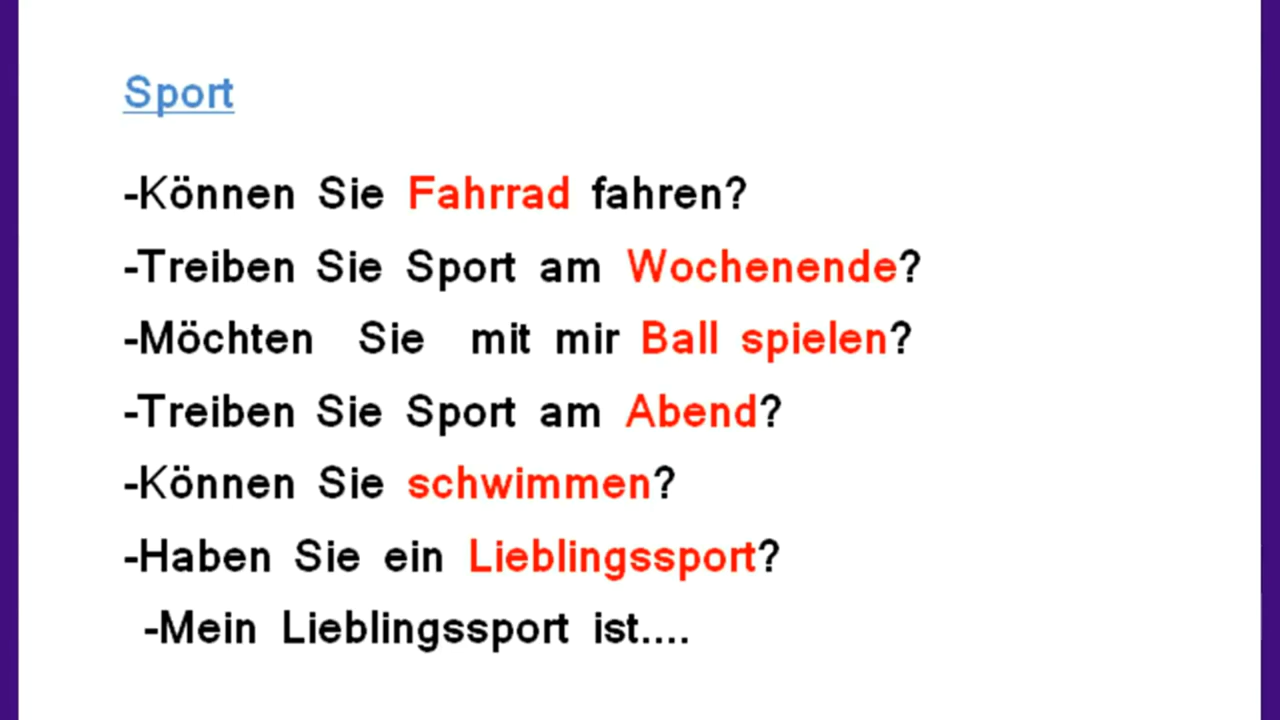 Sport
-Können Sie Fahrrad fahren?
-Treiben Sie Sport am Wochenende?
-Möchten Sie mit mir Ball spielen?
-Treiben Sie Sport am Abend?
-Können Sie schwimmen?
-Haben Sie ein Lieblingssport?
-Mein Lieblingssport ist....